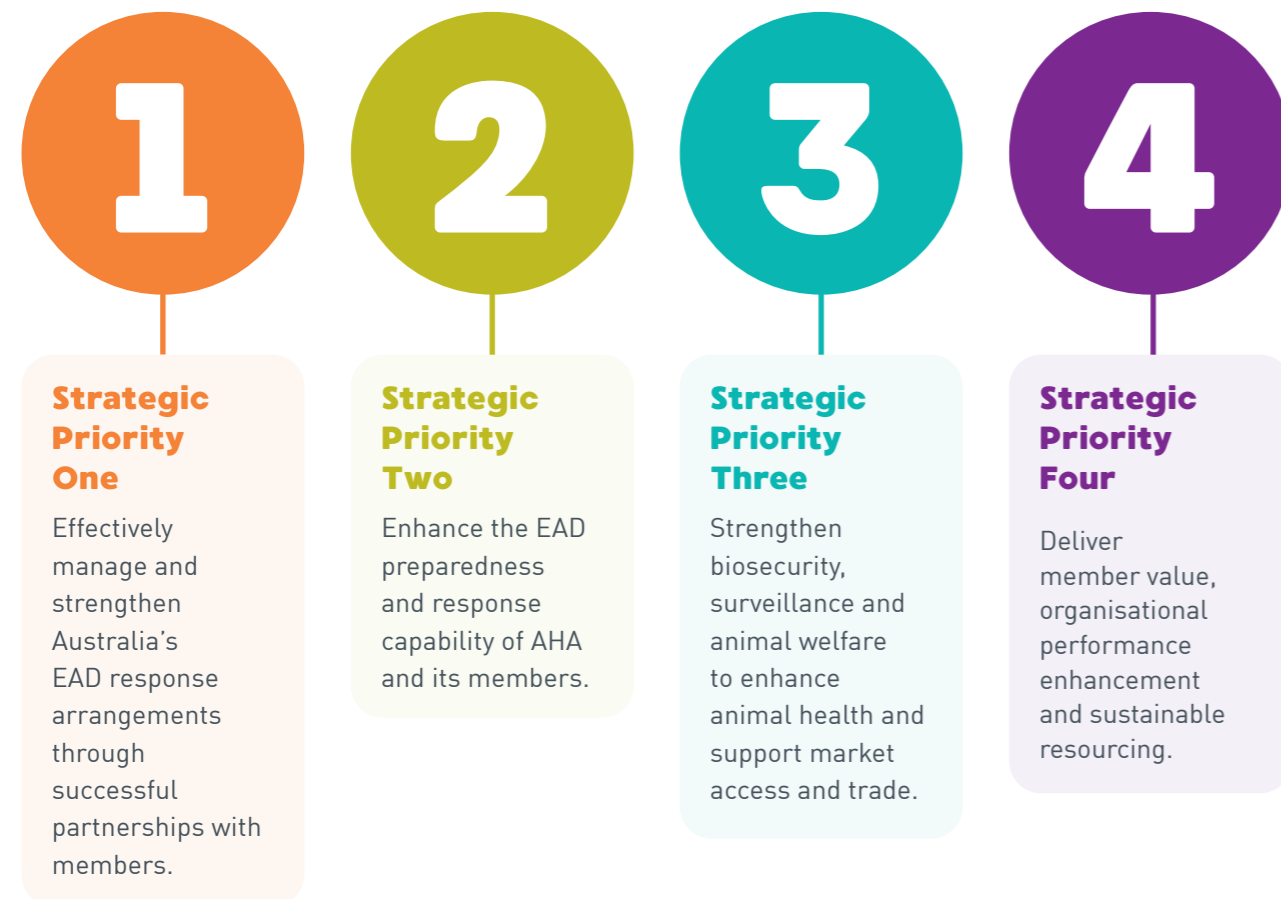 1
Strategic
Priority
One
Effectively
manage and
strengthen
Australia’s
EAD response
arrangements
through
successful
partnerships with
members.
2
Strategic
Priority
Two
Enhance the EAD
preparedness
and response
capability of AHA
and its members.
3
Strategic
Priority
Three
Strengthen
biosecurity,
surveillance and
animal welfare
to enhance
animal health and
support market
access and trade.
4
Strategic
Priority
Four
Deliver
member value,
organisational
performance
enhancement
and sustainable
resourcing.